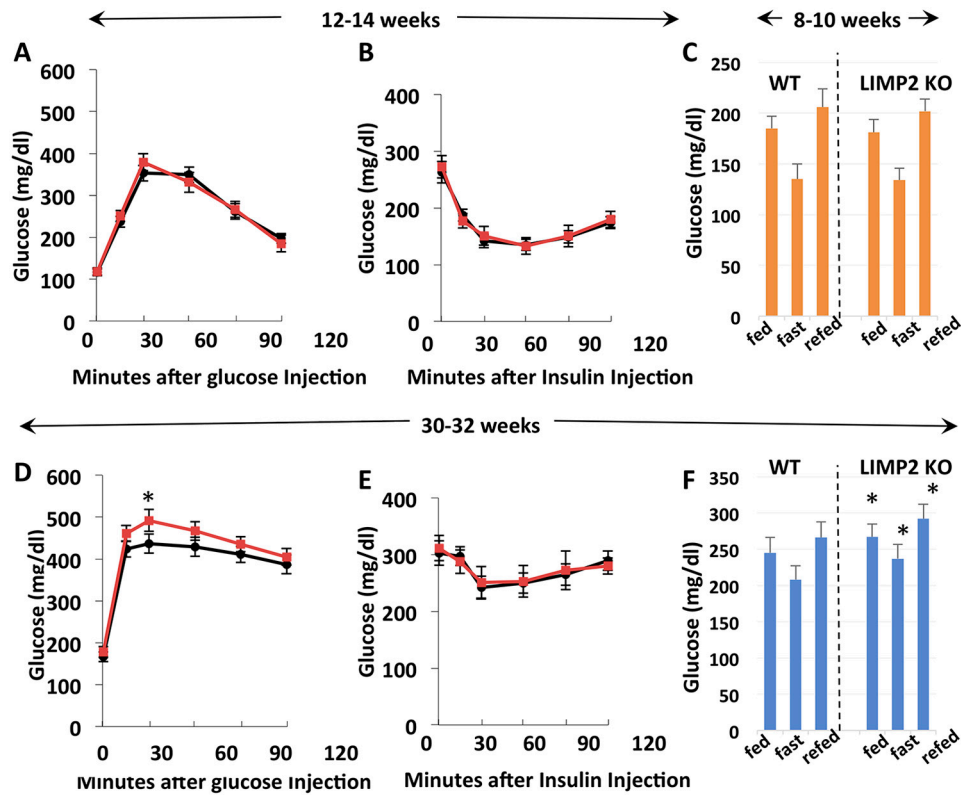 12-14 weeks
8-10 weeks
A
B
C
600
500
400
300
200
100
0
Glucose (mg/dl)
0 30 60 90 120
Minutes after glucose Injection
400
300
200
100
0
Glucose (mg/dl)
0 30 60 90 120
Minutes after Insulin Injection
250
200
150
100
50
0
Glucose (mg/dl)
WT LIMP2 KO
fed fast refed fed fast refed
30-32 weeks
D
E
F
600
500
400
300
200
100
0
Glucose (mg/dl)
*
0 30 60 90 120
Minutes after glucose Injection
400
300
200
100
0
Glucose (mg/dl)
0 30 60 90 120
Minutes after Insulin Injection
350
300
250
200
150
100
50
0
Glucose (mg/dl)
WT LIMP2 KO
* * *
fed fast refed fed fast refed